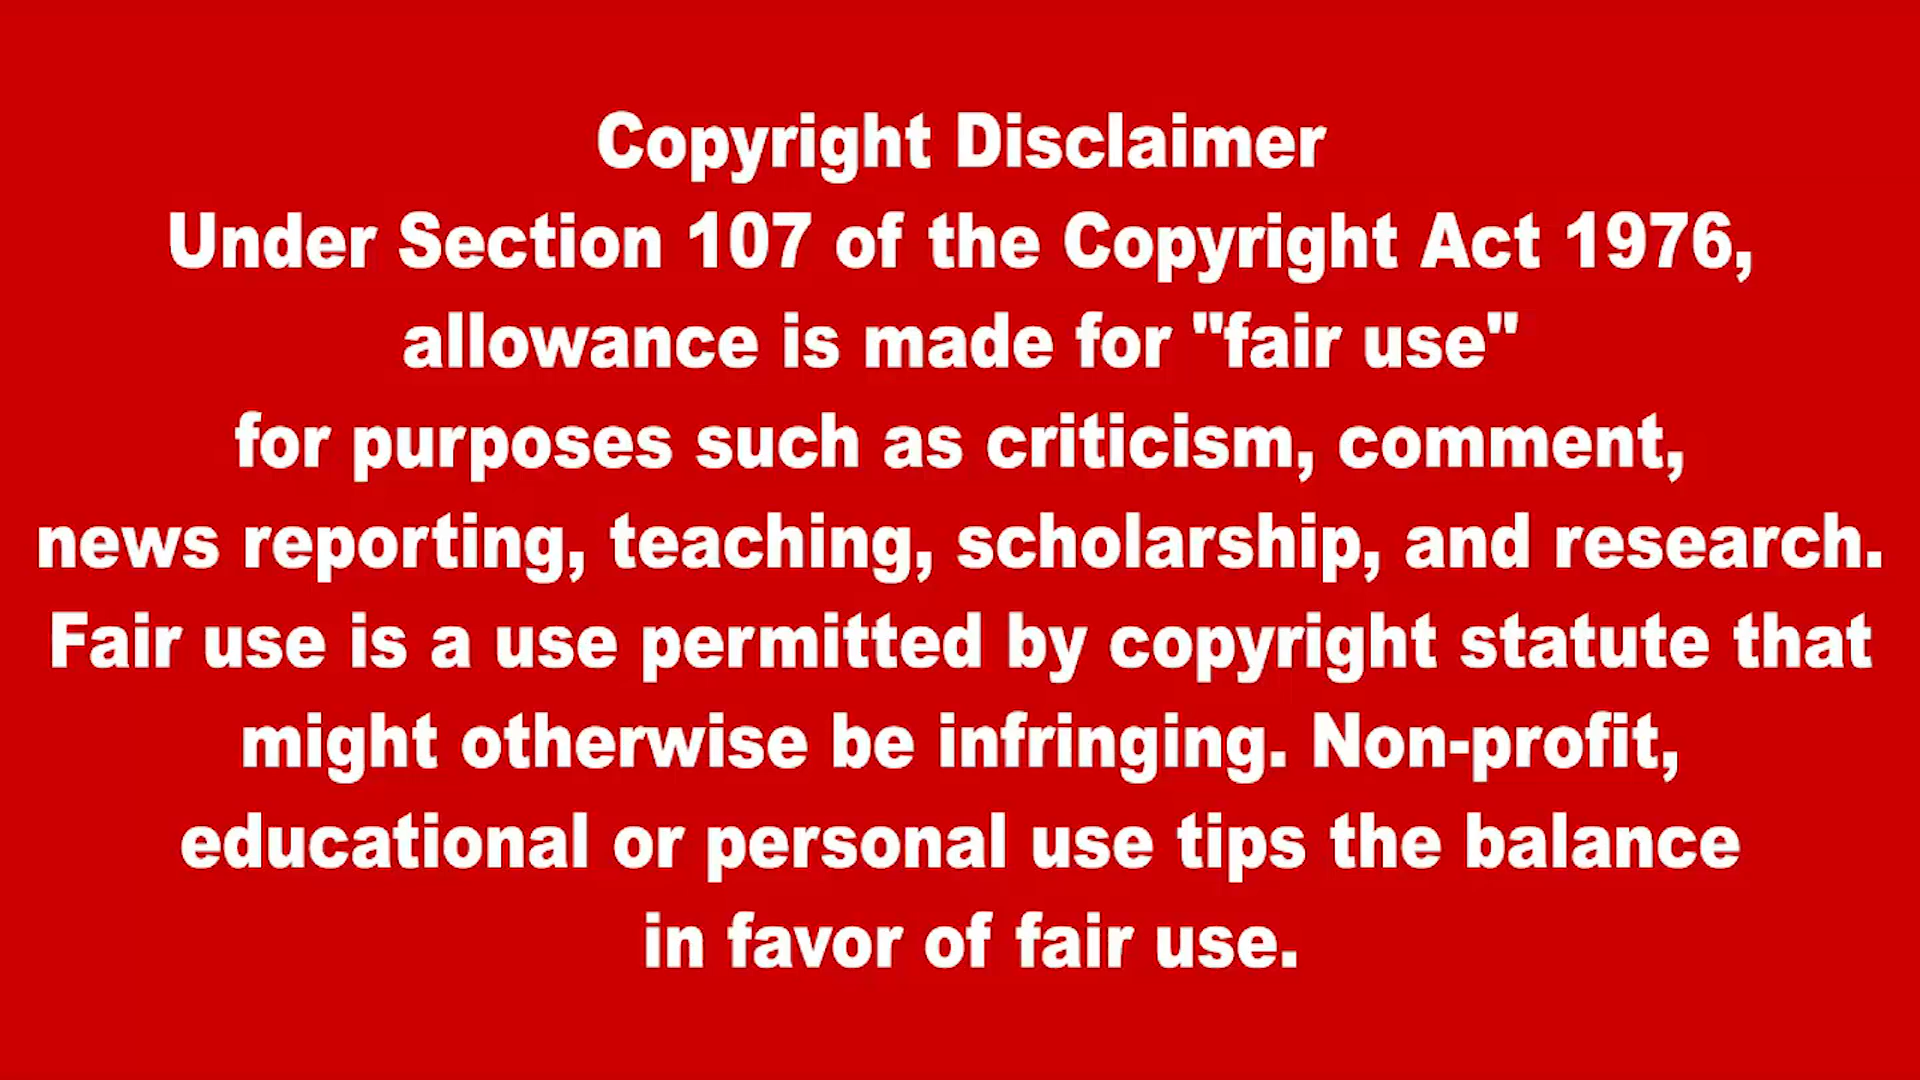 Copyright Disclaimer
Under Section 107 of the Copyright Act 1976,
allowance is made for "fair use"
for purposes such as criticism, comment,
news reporting, teaching, scholarship, and research.
Fair use is a use permitted by copyright statute that
might otherwise be infringing. Non-profit,
educational or personal use tips the balance
in favor of fair use.